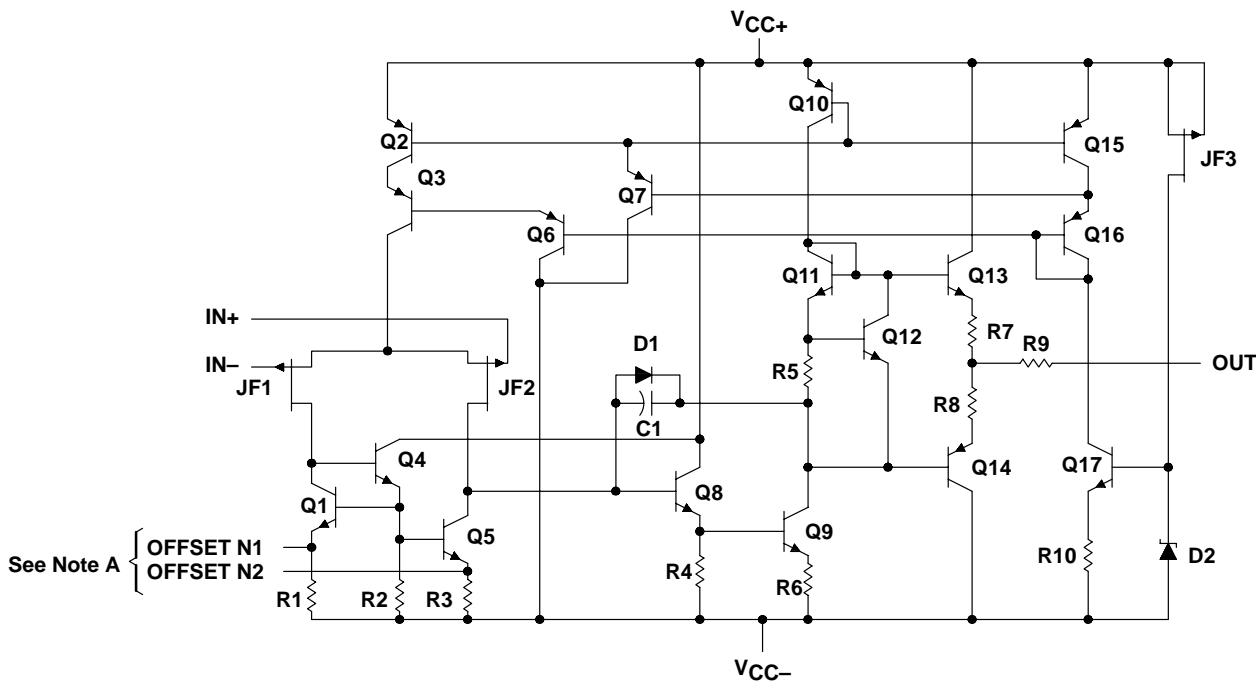 VCC+
Q10
Q2
Q15
JF3
Q3
Q7
Q6
Q16
Q11
Q13
IN+
R7
Q12
R9
D1
IN–
OUT
JF1
JF2
R5
C1
R8
Q4
Q14
Q17
Q8
Q1
Q5
Q9
See Note A
OFFSET N1
OFFSET N2
R10
D2
R4
R6
R1
R2
R3
VCC–